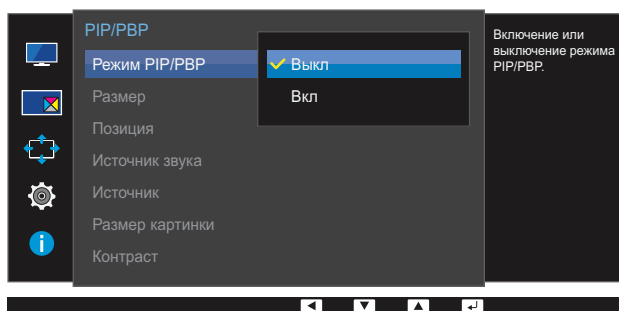 PIP/PBP
Режим PIP/PBP
Выкл
Размер
Вкл
Позиция
Источник звука
Источник
Размер картинки
Контраст
Включение или
выключение режима
PIP/PBP.